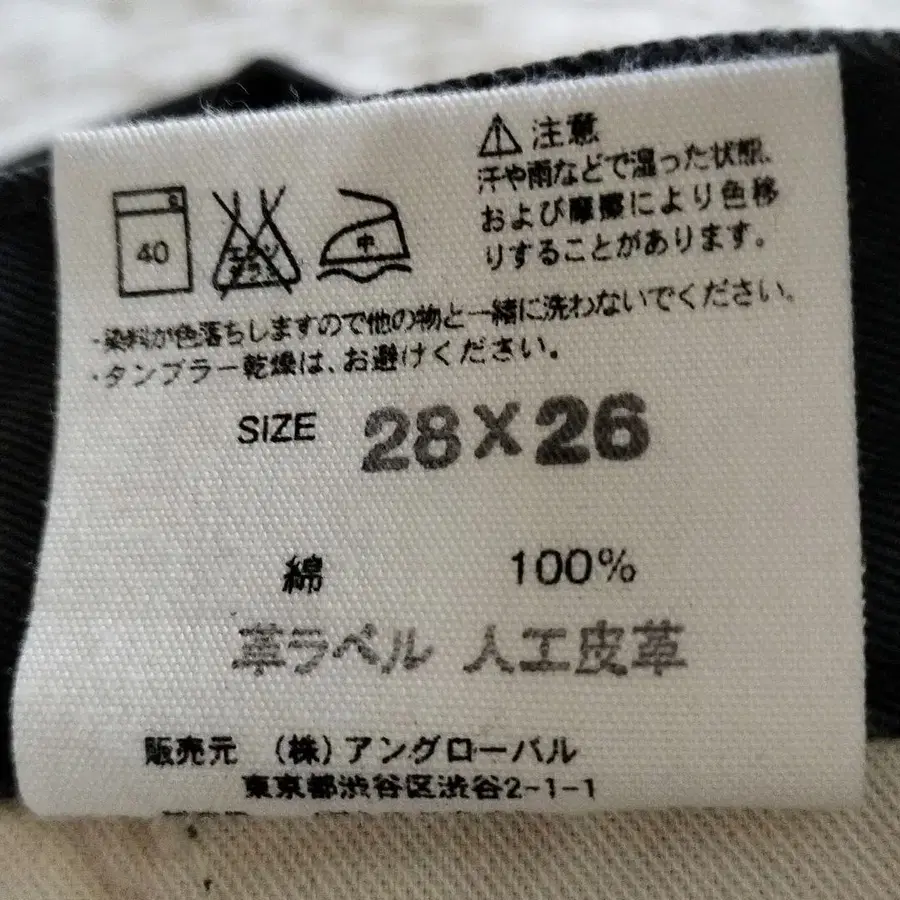 注意
汗や雨などで湿った状態、
および摩擦により色移
りすることがあります。
40
エンソ
サラシ
中
・染料が色落ちしますので他の物と一緒に洗わないでください。
・タンブラー乾燥は、お避けください。
SIZE 28×26
綿 100%
革ラベル 人工皮革
販売元 (株)アングローバル
東京都渋谷区渋谷2-1-1